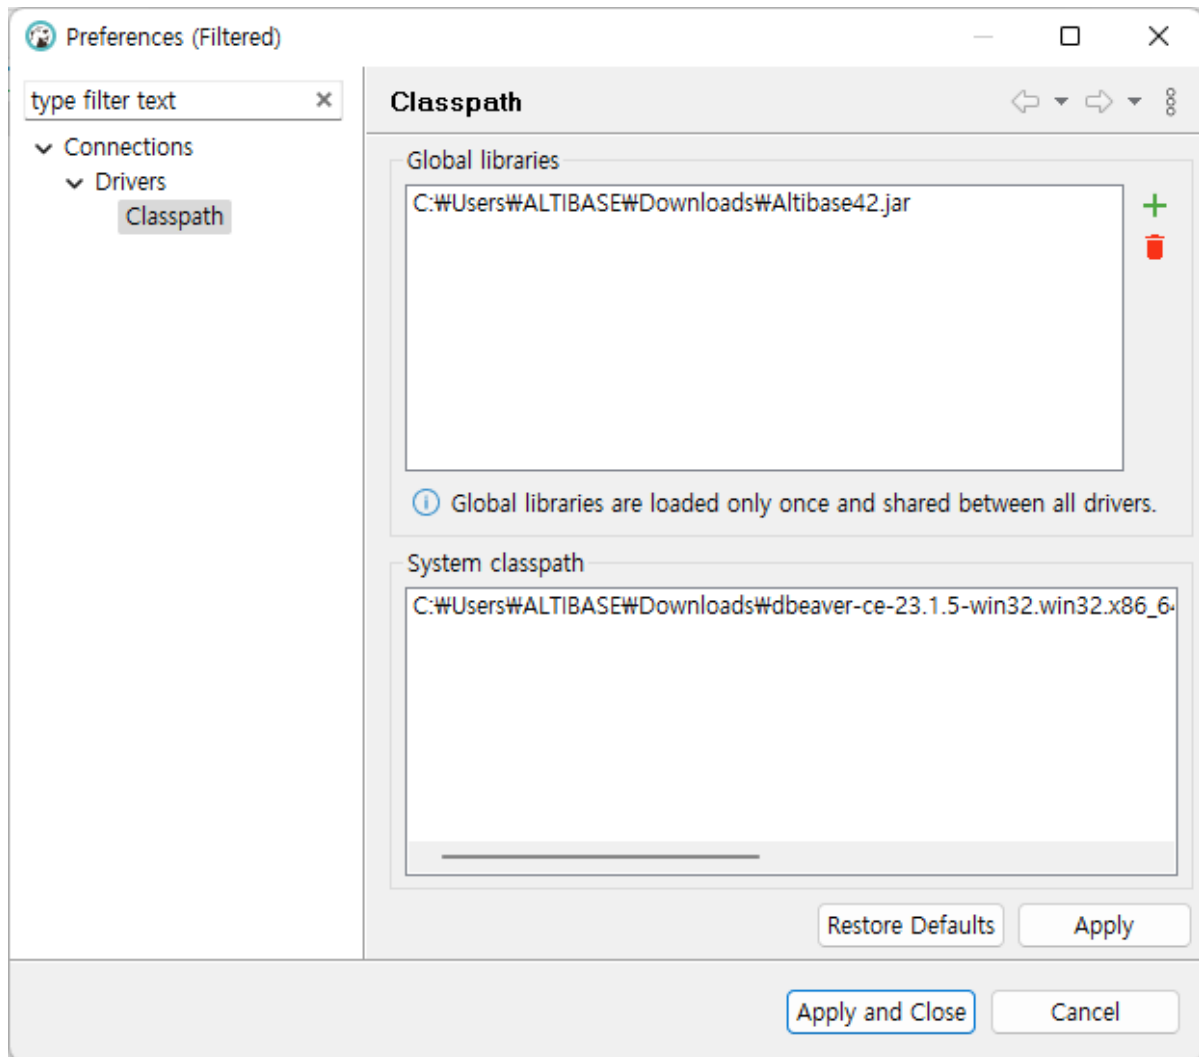 Preferences (Filtered)
type filter text
Classpath
Connections
Drivers
Classpath
Global libraries
C:₩Users₩ALTIBASE₩Downloads₩Altibase42.jar
Global libraries are loaded only once and shared between all drivers.
System classpath
C:₩Users₩ALTIBASE₩Downloads₩dbeaver-ce-23.1.5-win32.win32.x86_64
Restore Defaults
Apply
Apply and Close
Cancel